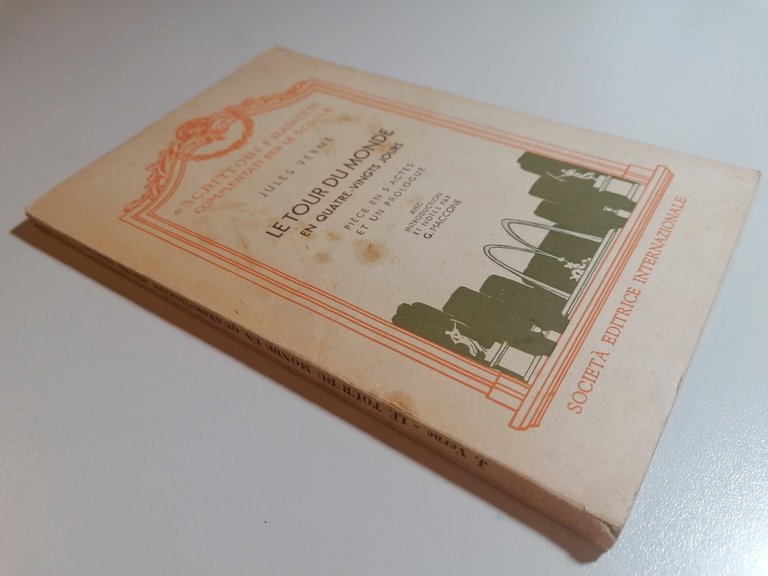 SCRITTORI FRANCESI
COMMENTATI PER LE SCUOLE
JULES VERNE
LE TOUR DU MONDE
EN QUATRE-VINGTS JOURS
PIÈCE EN 5 ACTES
ET UN PROLOGUE
AVEC
INTRODUCTION
ET NOTES PAR
G. MACCONE
SOCIETÀ EDITRICE INTERNAZIONALE
J. Verne - LE TOUR DU MONDE EN QUATRE-VINGTS